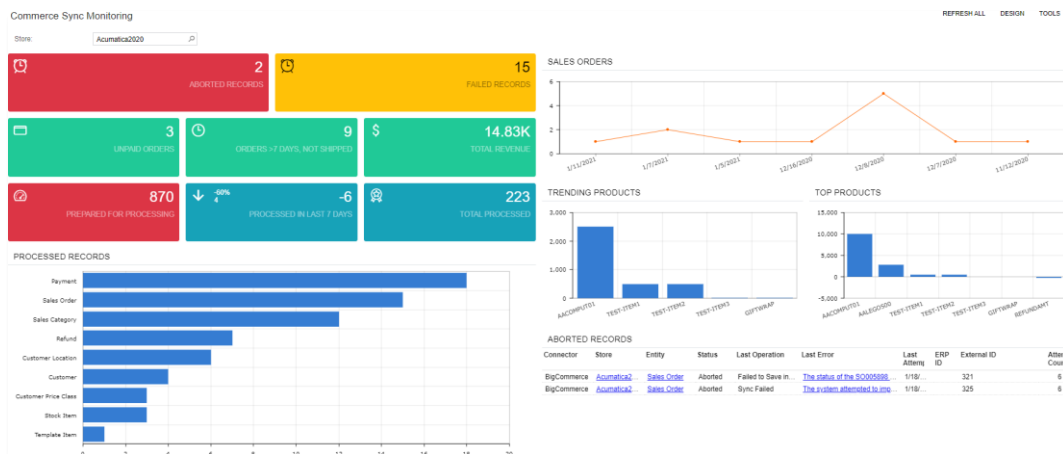 Commerce Sync Monitoring
REFRESH ALL DESIGN TOOLS
Store: Acumatica2020
2
ABORTED RECORDS
15
FAILED RECORDS
3
UNPAID ORDERS
9
ORDERS >7 DAYS, NOT SHIPPED
$ 14.83K
TOTAL REVENUE
870
PREPARED FOR PROCESSING
-60%
4
-6
PROCESSED IN LAST 7 DAYS
223
TOTAL PROCESSED
PROCESSED RECORDS
Payment
Sales Order
Sales Category
Refund
Customer Location
Customer
Customer Price Class
Stock Item
Template Item
0 2 4 6 8 10 12 14 16 18 20
SALES ORDERS
6
4
2
0
1/11/2021 1/7/2021 1/5/2021 12/16/2020 12/8/2020 12/7/2020 11/12/2020
TRENDING PRODUCTS
3.000
2.000
1.000
0
AACOMPUT01 TEST-ITEM1 TEST-ITEM2 TEST-ITEM3 GIFTWRAP
TOP PRODUCTS
15.000
10.000
5.000
0
-5.000
AACOMPUT01 AALEGO500 TEST-ITEM1 TEST-ITEM2 TEST-ITEM3 GIFTWRAP REFUNDAMT
ABORTED RECORDS
Connector Store Entity Status Last Operation Last Error Last Attemp ERP ID External ID Atte Cour
BigCommerce Acumatica2... Sales Order Aborted Failed to Save in... The status of the SO005898 ... 1/18/... 321 6
BigCommerce Acumatica2... Sales Order Aborted Sync Failed The system attempted to imp... 1/18/... 325 6